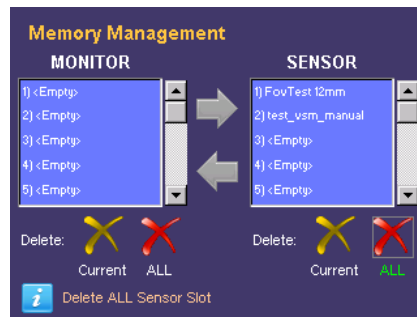 Memory Management
MONITOR
SENSOR
1) <Empty>
2) <Empty>
3) <Empty>
4) <Empty>
5) <Empty>
1) FovTest 12mm
2) test_vsm_manual
3) <Empty>
4) <Empty>
5) <Empty>
Delete:
Current
ALL
Delete:
Current
ALL
i
Delete ALL Sensor Slot